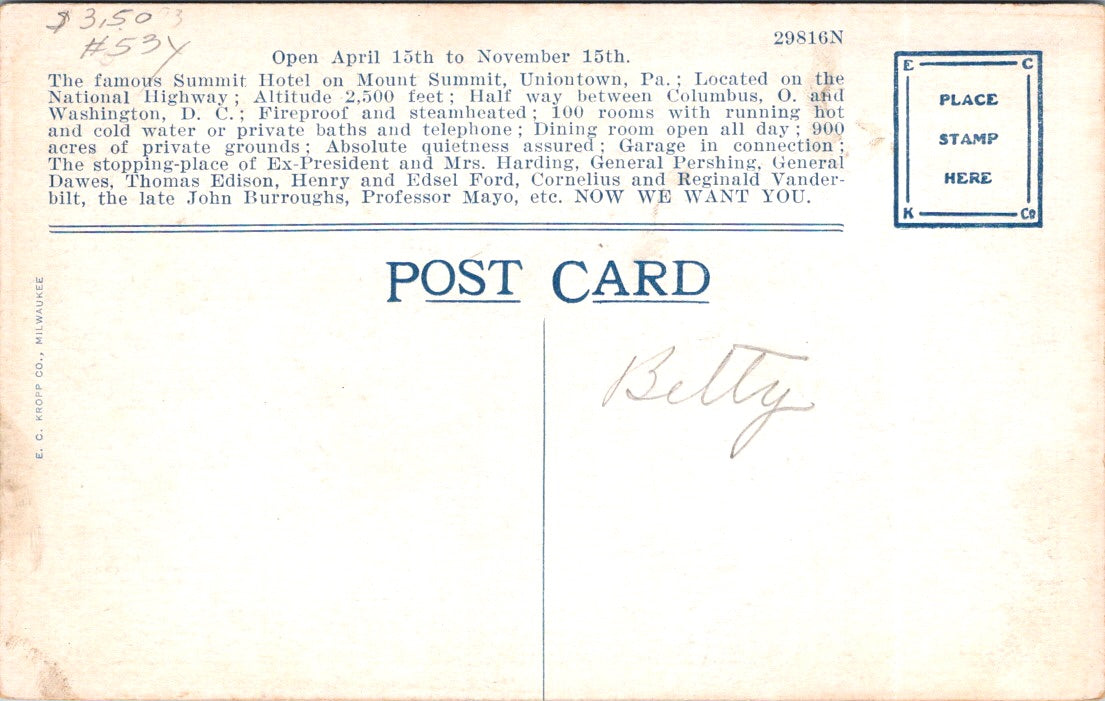 $ 3.50
#534
29816N
Open April 15th to November 15th.
The famous Summit Hotel on Mount Summit, Uniontown, Pa.; Located on the
National Highway; Altitude 2,500 feet; Half way between Columbus, O. and
Washington, D. C.; Fireproof and steamheated; 100 rooms with running hot
and cold water or private baths and telephone; Dining room open all day; 900
acres of private grounds; Absolute quietness assured; Garage in connection;
The stopping-place of Ex-President and Mrs. Harding, General Pershing, General
Dawes, Thomas Edison, Henry and Edsel Ford, Cornelius and Reginald Vander-
bilt, the late John Burroughs, Professor Mayo, etc. NOW WE WANT YOU.
E C
PLACE
STAMP
HERE
K Co
POST CARD
E. C. KROPP CO., MILWAUKEE
Betty